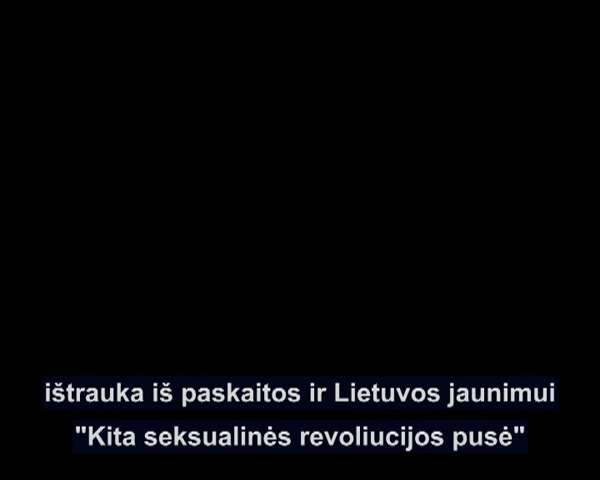 ištrauka iš paskaitos ir Lietuvos jaunimui
"Kita seksualinės revoliucijos pusė"